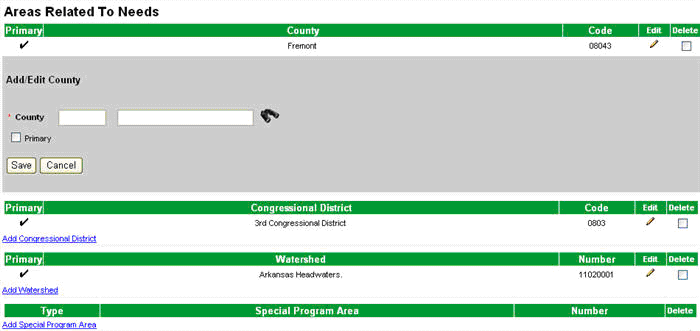 Areas Related To Needs
Primary County Code Edit Delete
Fremont 08043
Add/Edit County
* County
Primary
Save Cancel
Primary Congressional District Code Edit Delete
3rd Congressional District 0803
Add Congressional District
Primary Watershed Number Edit Delete
Arkansas Headwaters. 11020001
Add Watershed
Type Special Program Area Number Delete
Add Special Program Area